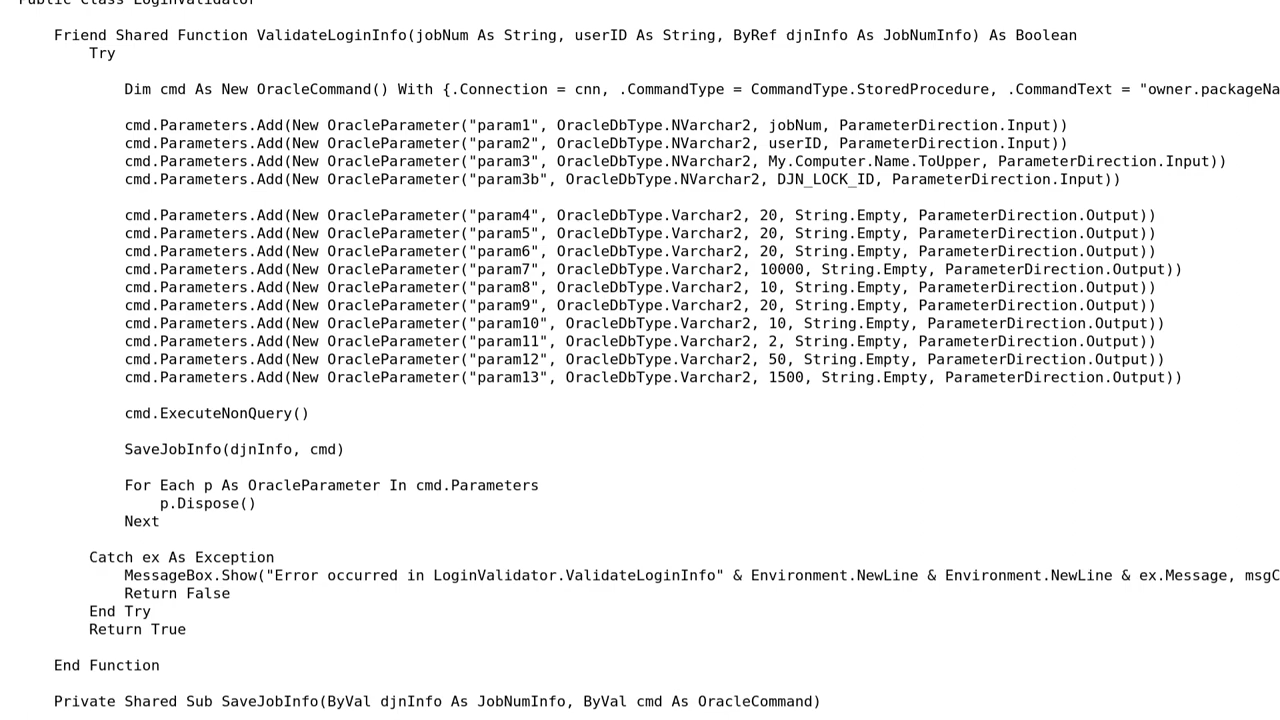 Public Class LoginValidator
Friend Shared Function ValidateLoginInfo(jobNum As String, userID As String, ByRef djnInfo As JobNumInfo) As Boolean
Try
Dim cmd As New OracleCommand() With {.Connection = cnn, .CommandType = CommandType.StoredProcedure, .CommandText = "owner.packageNa
cmd.Parameters.Add(New OracleParameter("param1", OracleDbType.NVarchar2, jobNum, ParameterDirection.Input))
cmd.Parameters.Add(New OracleParameter("param2", OracleDbType.NVarchar2, userID, ParameterDirection.Input))
cmd.Parameters.Add(New OracleParameter("param3", OracleDbType.NVarchar2, My.Computer.Name.ToUpper, ParameterDirection.Input))
cmd.Parameters.Add(New OracleParameter("param3b", OracleDbType.NVarchar2, DJN_LOCK_ID, ParameterDirection.Input))
cmd.Parameters.Add(New OracleParameter("param4", OracleDbType.Varchar2, 20, String.Empty, ParameterDirection.Output))
cmd.Parameters.Add(New OracleParameter("param5", OracleDbType.Varchar2, 20, String.Empty, ParameterDirection.Output))
cmd.Parameters.Add(New OracleParameter("param6", OracleDbType.Varchar2, 20, String.Empty, ParameterDirection.Output))
cmd.Parameters.Add(New OracleParameter("param7", OracleDbType.Varchar2, 10000, String.Empty, ParameterDirection.Output))
cmd.Parameters.Add(New OracleParameter("param8", OracleDbType.Varchar2, 10, String.Empty, ParameterDirection.Output))
cmd.Parameters.Add(New OracleParameter("param9", OracleDbType.Varchar2, 20, String.Empty, ParameterDirection.Output))
cmd.Parameters.Add(New OracleParameter("param10", OracleDbType.Varchar2, 10, String.Empty, ParameterDirection.Output))
cmd.Parameters.Add(New OracleParameter("param11", OracleDbType.Varchar2, 2, String.Empty, ParameterDirection.Output))
cmd.Parameters.Add(New OracleParameter("param12", OracleDbType.Varchar2, 50, String.Empty, ParameterDirection.Output))
cmd.Parameters.Add(New OracleParameter("param13", OracleDbType.Varchar2, 1500, String.Empty, ParameterDirection.Output))
cmd.ExecuteNonQuery()
SaveJobInfo(djnInfo, cmd)
For Each p As OracleParameter In cmd.Parameters
p.Dispose()
Next
Catch ex As Exception
MessageBox.Show("Error occurred in LoginValidator.ValidateLoginInfo" & Environment.NewLine & Environment.NewLine & ex.Message, msgC
Return False
End Try
Return True
End Function
Private Shared Sub SaveJobInfo(ByVal djnInfo As JobNumInfo, ByVal cmd As OracleCommand)